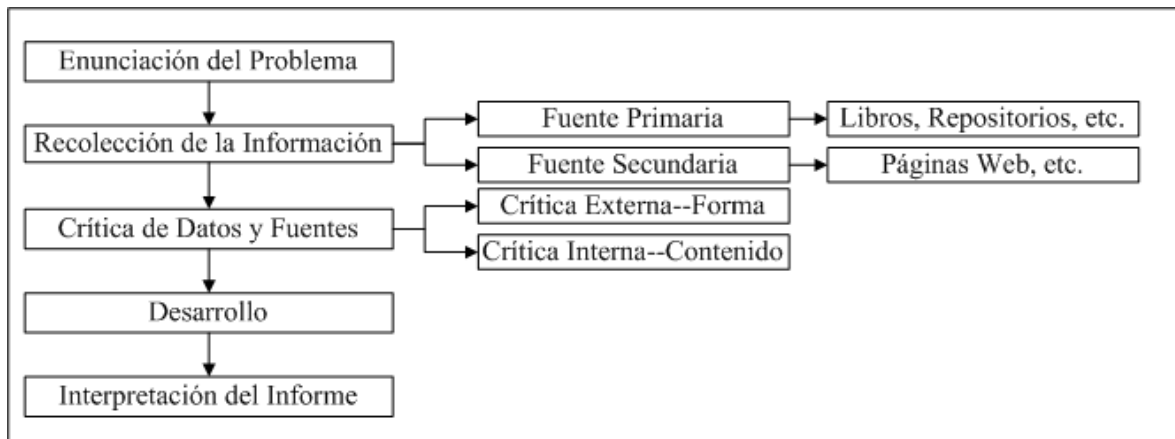 Enunciación del Problema
Recolección de la Información
Fuente Primaria
Libros, Repositorios, etc.
Fuente Secundaria
Páginas Web, etc.
Crítica de Datos y Fuentes
Crítica Externa--Forma
Crítica Interna--Contenido
Desarrollo
Interpretación del Informe